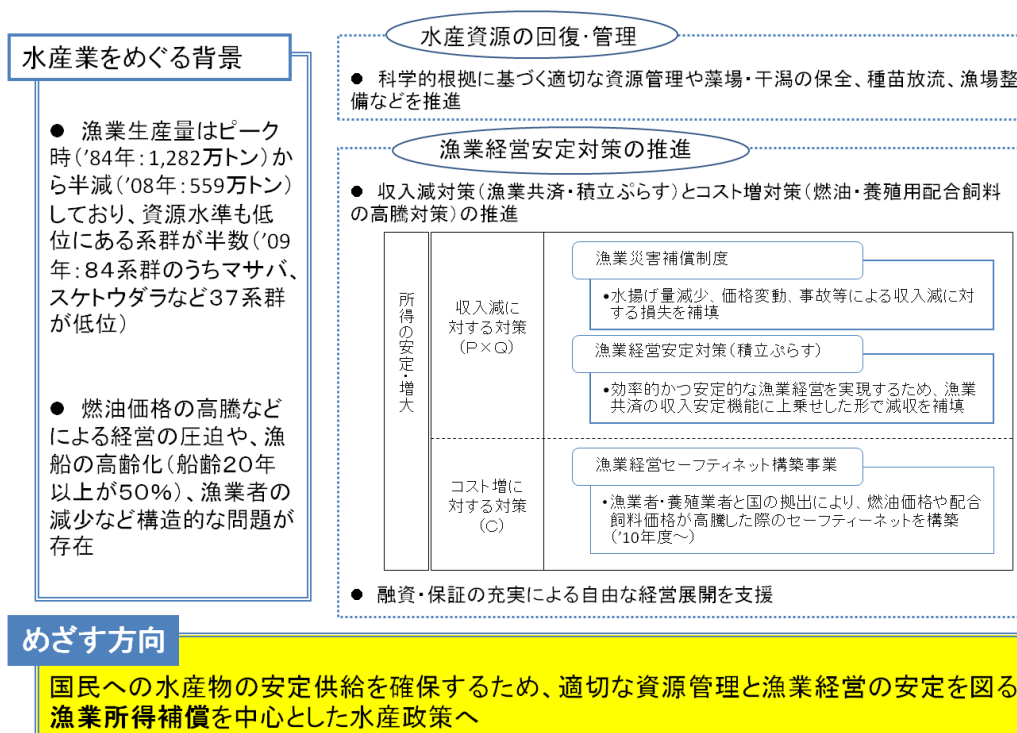 水産業をめぐる背景
● 漁業生産量はピーク
時(’84年:1,282万トン)か
ら半減(’08年:559万トン)
しており、資源水準も低
位にある系群が半数(’09
年:84系群のうちマサバ、
スケトウダラなど37系群
が低位)
● 燃油価格の高騰など
による経営の圧迫や、漁
船の高齢化(船齢20年
以上が50%)、漁業者の
減少など構造的な問題が
存在
水産資源の回復・管理
● 科学的根拠に基づく適切な資源管理や藻場・干潟の保全、種苗放流、漁場整
備などを推進
漁業経営安定対策の推進
● 収入減対策(漁業共済・積立ぷらす)とコスト増対策(燃油・養殖用配合飼料
の高騰対策)の推進
所得の安定・増大
収入減に
対する対策
(P×Q)
漁業災害補償制度
•水揚げ量減少、価格変動、事故等による収入減に対
する損失を補填
漁業経営安定対策(積立ぷらす)
•効率的かつ安定的な漁業経営を実現するため、漁業
共済の収入安定機能に上乗せした形で減収を補填
コスト増に
対する対策
(C)
漁業経営セーフティネット構築事業
•漁業者・養殖業者と国の拠出により、燃油価格や配合
飼料価格が高騰した際のセーフティーネットを構築
(’10年度~)
● 融資・保証の充実による自由な経営展開を支援
めざす方向
国民への水産物の安定供給を確保するため、適切な資源管理と漁業経営の安定を図る
漁業所得補償を中心とした水産政策へ